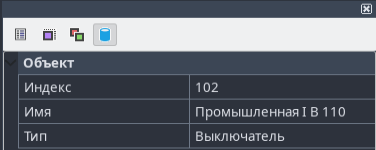 Объект
Индекс 102
Имя Промышленная I В 110
Тип Выключатель